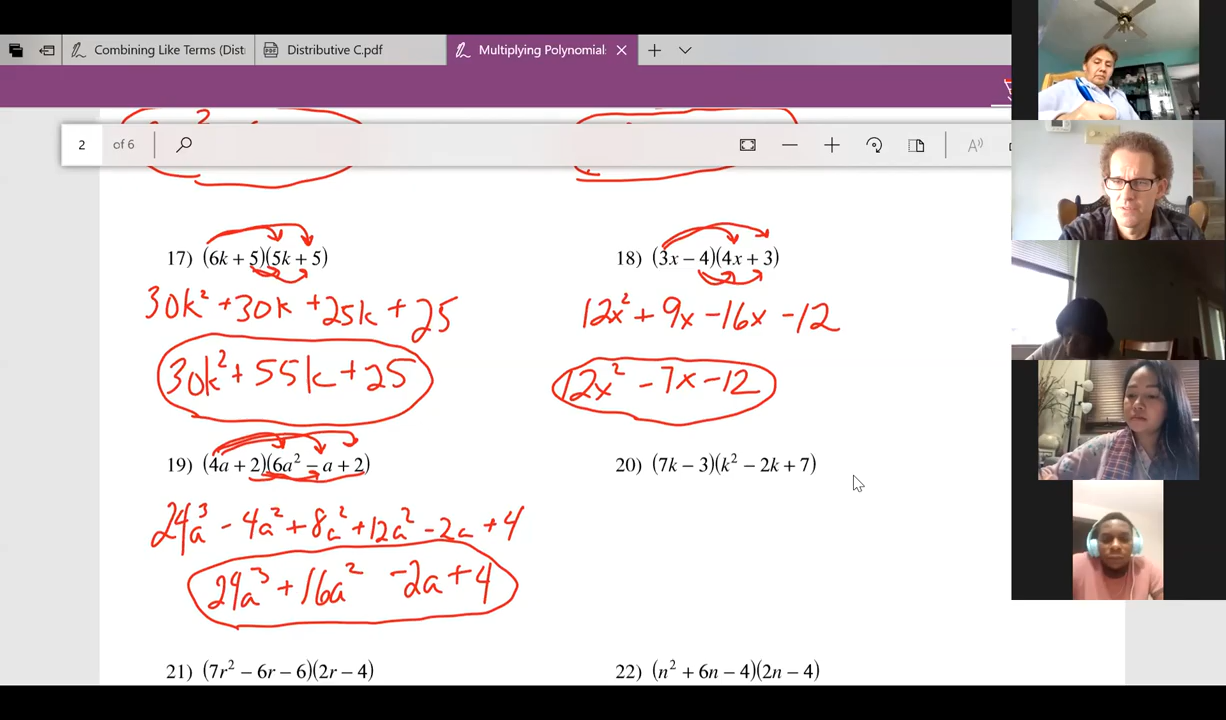 Combining Like Terms (Dist
Distributive C.pdf
Multiplying Polynomial
2 of 6
17) (6k + 5)(5k + 5)
18) (3x − 4)(4x + 3)
30k² + 30k + 25k + 25
12x² + 9x − 16x − 12
30k² + 55k + 25
12x² − 7x − 12
19) (4a + 2)(6a² − a + 2)
20) (7k − 3)(k² − 2k + 7)
24a³ − 4a² + 8a² + 12a² − 2a + 4
24a³ + 16a² − 2a + 4
21) (7r² − 6r − 6)(2r − 4)
22) (n² + 6n − 4)(2n − 4)